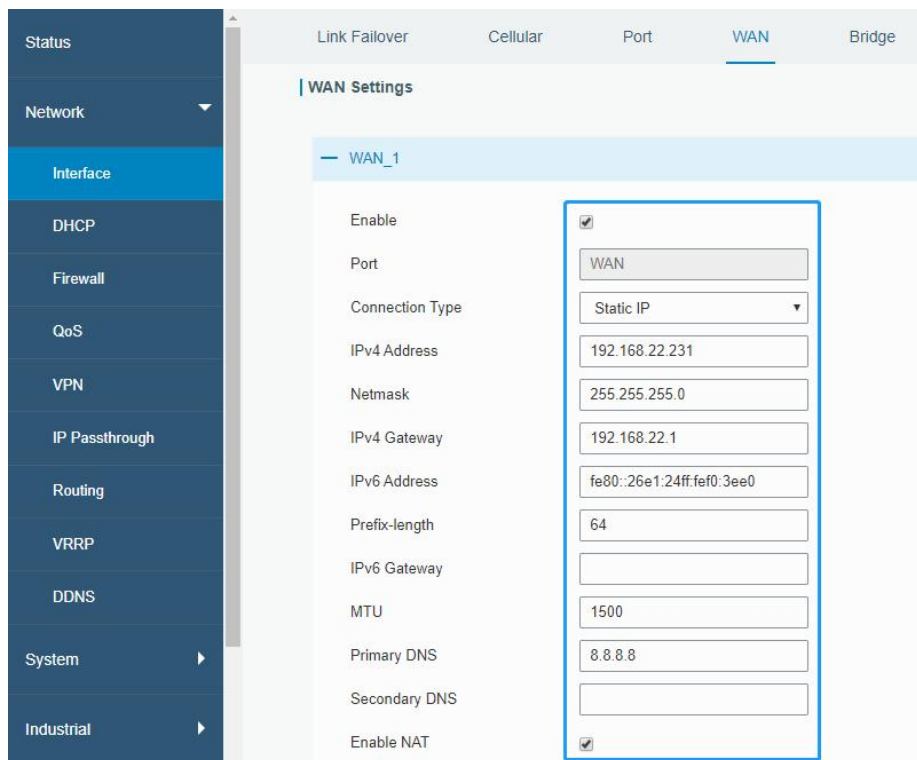 Status
Network
Interface
DHCP
Firewall
QoS
VPN
IP Passthrough
Routing
VRRP
DDNS
System
Industrial
Link Failover Cellular Port WAN Bridge
WAN Settings
WAN_1
Enable
Port WAN
Connection Type Static IP
IPv4 Address 192.168.22.231
Netmask 255.255.255.0
IPv4 Gateway 192.168.22.1
IPv6 Address fe80::26e1:24ff:fef0:3ee0
Prefix-length 64
IPv6 Gateway
MTU 1500
Primary DNS 8.8.8.8
Secondary DNS
Enable NAT